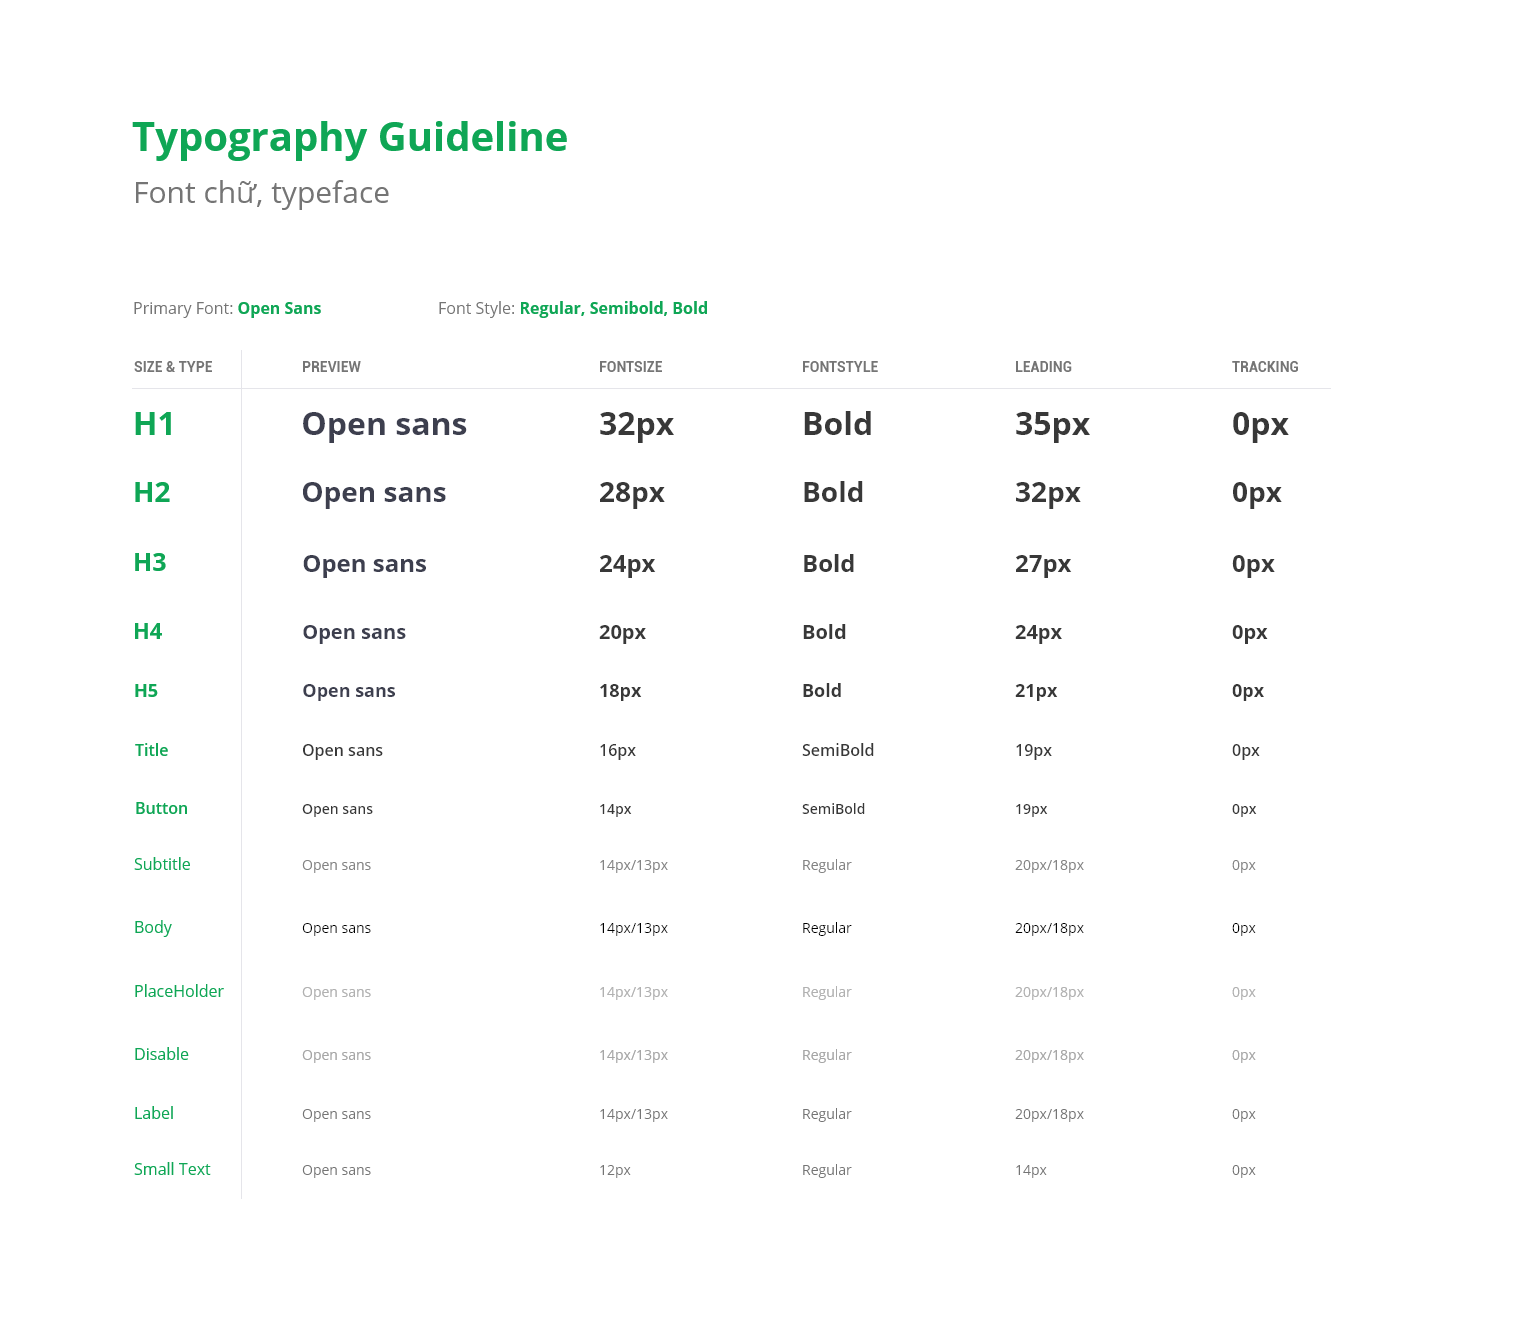 Typography Guideline
Font chữ, typeface
Primary Font: Open Sans Font Style: Regular, Semibold, Bold
SIZE & TYPE PREVIEW FONTSIZE FONTSTYLE LEADING TRACKING
H1 Open sans 32px Bold 35px 0px
H2 Open sans 28px Bold 32px 0px
H3 Open sans 24px Bold 27px 0px
H4 Open sans 20px Bold 24px 0px
H5 Open sans 18px Bold 21px 0px
Title Open sans 16px SemiBold 19px 0px
Button Open sans 14px SemiBold 19px 0px
Subtitle Open sans 14px/13px Regular 20px/18px 0px
Body Open sans 14px/13px Regular 20px/18px 0px
PlaceHolder Open sans 14px/13px Regular 20px/18px 0px
Disable Open sans 14px/13px Regular 20px/18px 0px
Label Open sans 14px/13px Regular 20px/18px 0px
Small Text Open sans 12px Regular 14px 0px